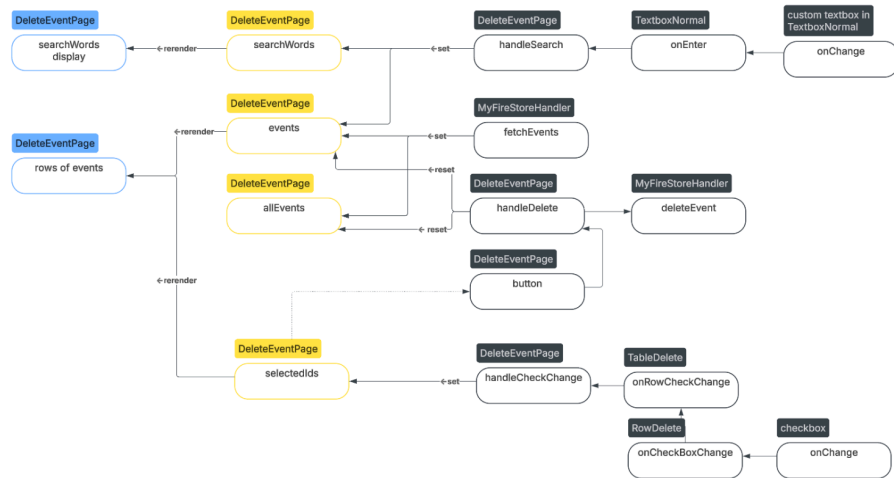 DeleteEventPage
searchWords
display
←rerender
DeleteEventPage
searchWords
←set
DeleteEventPage
handleSearch
TextboxNormal
onEnter
custom textbox in
TextboxNormal
onChange
DeleteEventPage
rows of events
←rerender
DeleteEventPage
events
←set
MyFireStoreHandler
fetchEvents
←reset
DeleteEventPage
allEvents
← reset
DeleteEventPage
handleDelete
MyFireStoreHandler
deleteEvent
DeleteEventPage
button
←rerender
DeleteEventPage
selectedIds
←set
DeleteEventPage
handleCheckChange
TableDelete
onRowCheckChange
RowDelete
onCheckBoxChange
checkbox
onChange